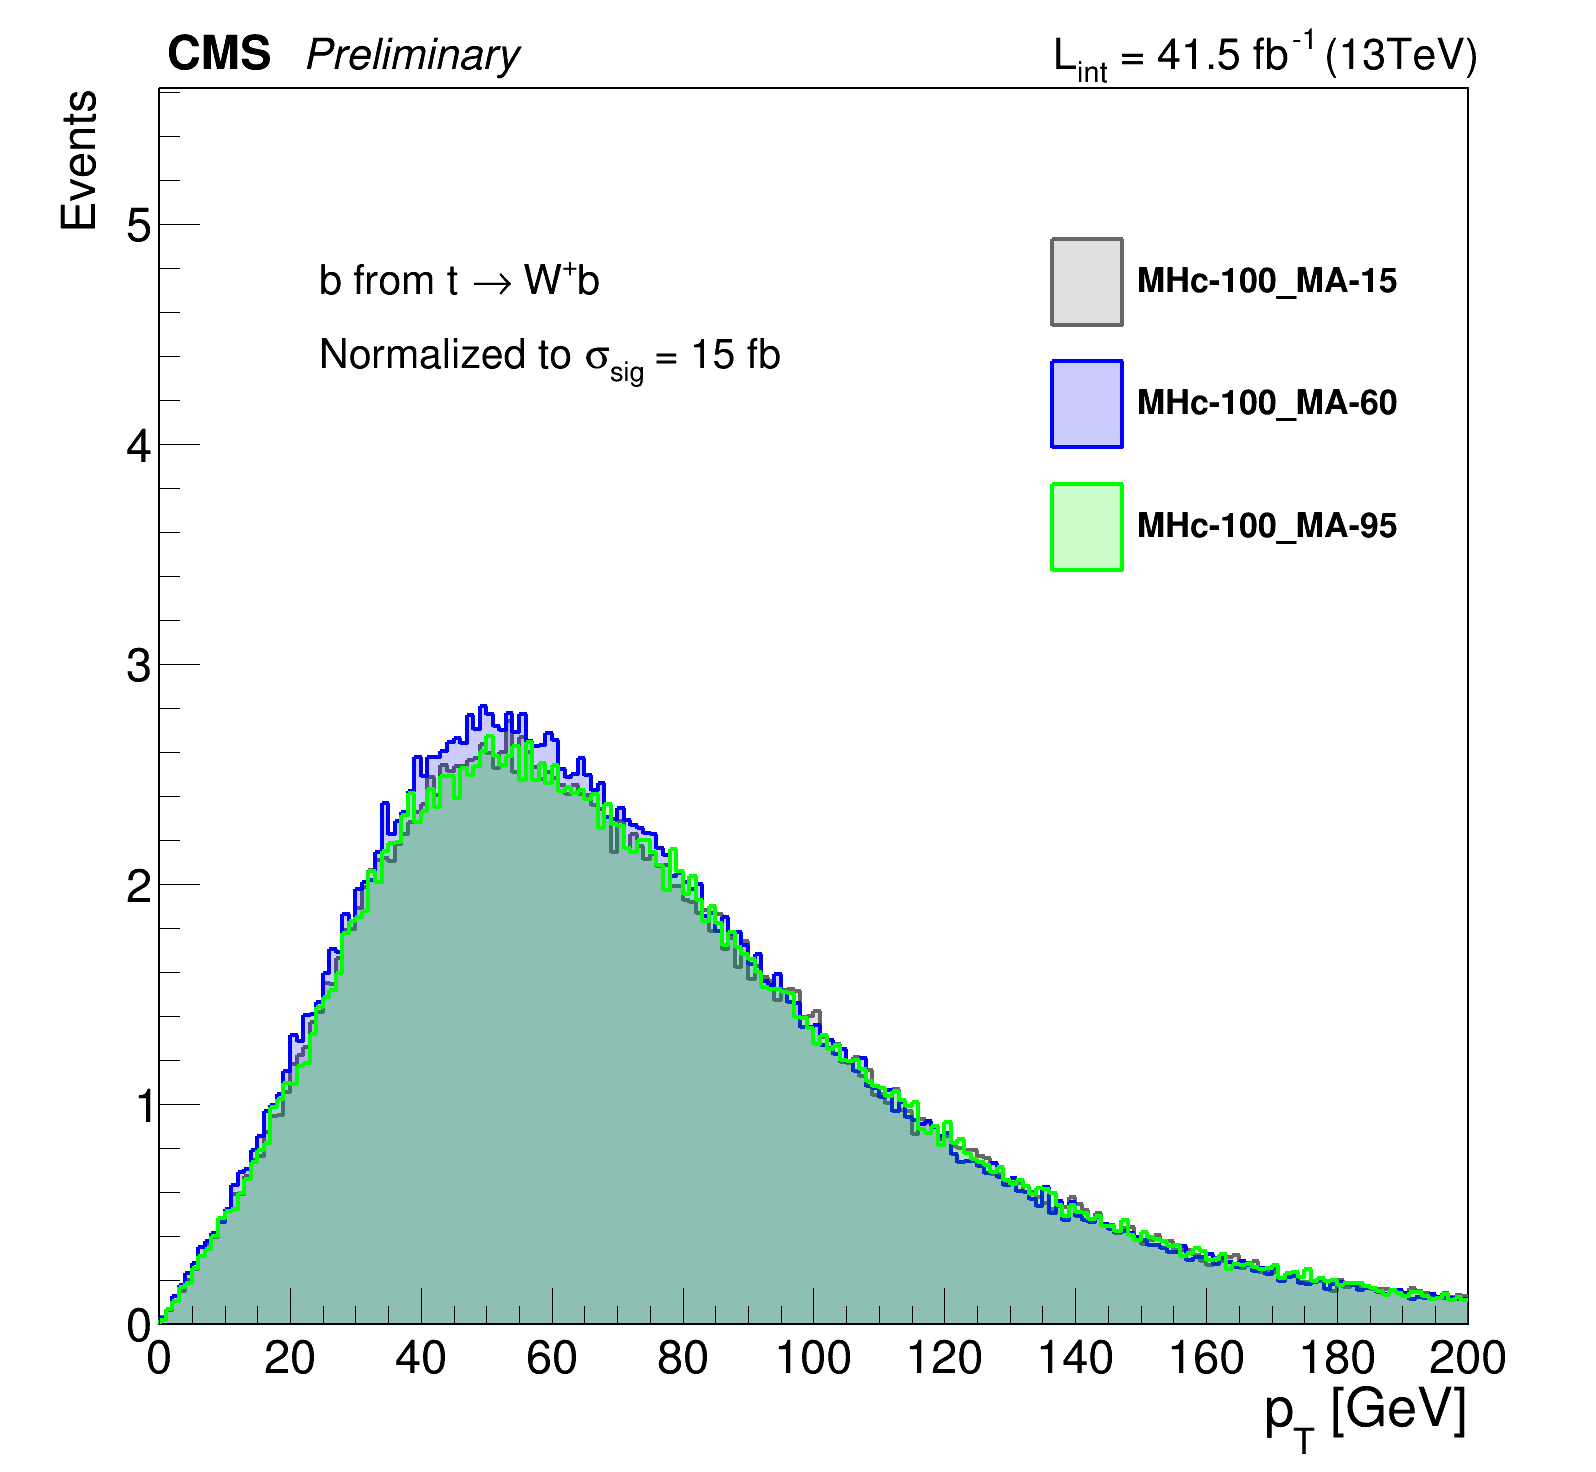 CMS Preliminary
L_int = 41.5 fb^-1 (13TeV)
Events
5
4
3
2
1
0
b from t → W⁺b
Normalized to σ_sig = 15 fb
MHc-100_MA-15
MHc-100_MA-60
MHc-100_MA-95
0 20 40 60 80 100 120 140 160 180 200
p_T [GeV]